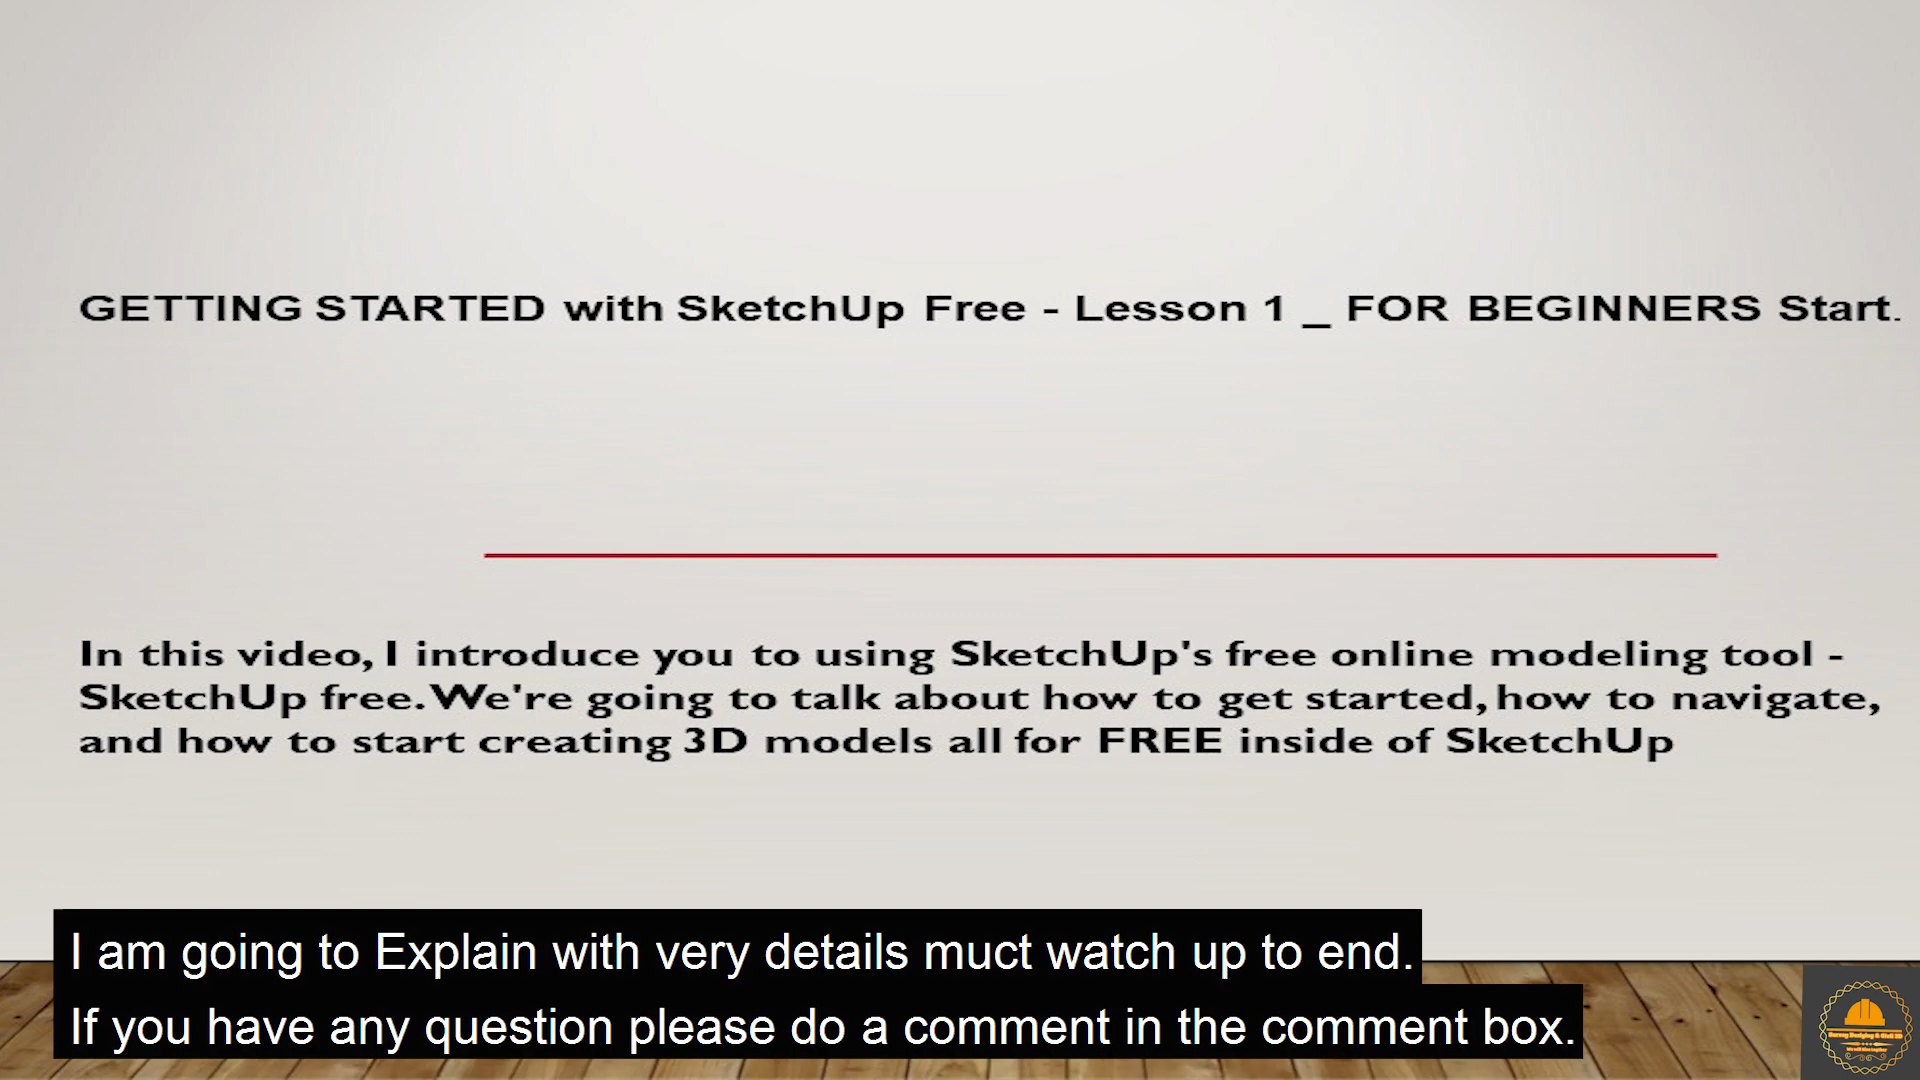 GETTING STARTED with SketchUp Free - Lesson 1 _ FOR BEGINNERS Start.
In this video, I introduce you to using SketchUp's free online modeling tool -
SketchUp free. We're going to talk about how to get started, how to navigate,
and how to start creating 3D models all for FREE inside of SketchUp
I am going to Explain with very details muct watch up to end.
If you have any question please do a comment in the comment box.